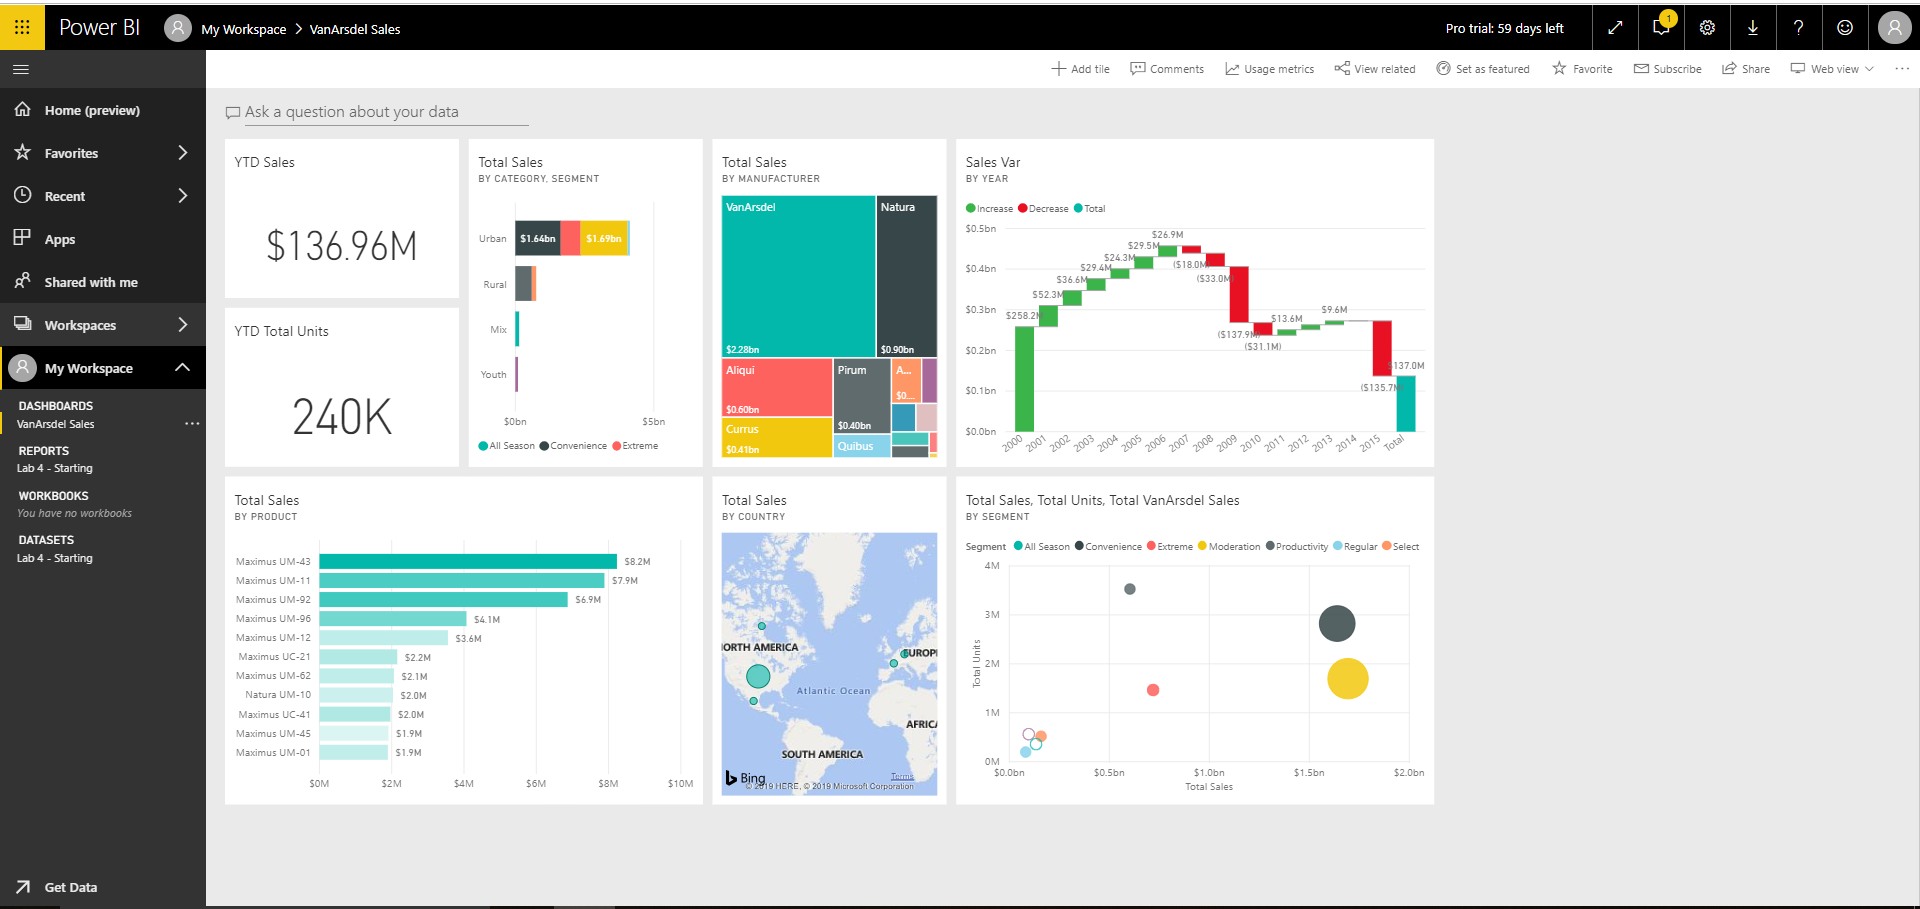 Power BI
My Workspace > VanArsdel Sales
Pro trial: 59 days left
1
?
Add tile
Comments
Usage metrics
View related
Set as featured
Favorite
Subscribe
Share
Web view
...
Home (preview)
Favorites
Recent
Apps
Shared with me
Workspaces
My Workspace
DASHBOARDS
VanArsdel Sales
...
REPORTS
Lab 4 - Starting
WORKBOOKS
You have no workbooks
DATASETS
Lab 4 - Starting
Get Data
Ask a question about your data
YTD Sales
$136.96M
YTD Total Units
240K
Total Sales
BY CATEGORY, SEGMENT
Urban
$1.64bn
$1.69bn
Rural
Mix
Youth
$0bn
$5bn
All Season
Convenience
Extreme
Total Sales
BY MANUFACTURER
VanArsdel
$2.28bn
Natura
$0.90bn
Aliqui
$0.60bn
Pirum
$0.40bn
A...
$0....
Currus
$0.41bn
Quibus
Sales Var
BY YEAR
Increase
Decrease
Total
$0.5bn
$0.4bn
$0.3bn
$0.2bn
$0.1bn
$0.0bn
$258.2M
$52.3M
$36.6M
$29.4M
$24.3M
$29.5M
$26.9M
($18.0M)
($33.0M)
($137.9M)
($31.1M)
$13.6M
$9.6M
($135.7M)
$137.0M
2000
2001
2002
2003
2004
2005
2006
2007
2008
2009
2010
2011
2012
2013
2014
2015
Total
Total Sales
BY PRODUCT
Maximus UM-43
$8.2M
Maximus UM-11
$7.9M
Maximus UM-92
$6.9M
Maximus UM-96
$4.1M
Maximus UM-12
$3.6M
Maximus UC-21
$2.2M
Maximus UM-62
$2.1M
Natura UM-10
$2.0M
Maximus UC-41
$2.0M
Maximus UM-45
$1.9M
Maximus UM-01
$1.9M
$0M
$2M
$4M
$6M
$8M
$10M
Total Sales
BY COUNTRY
ORTH AMERICA
EUROP
Atlantic Ocean
AFRICA
SOUTH AMERICA
Bing
Terms
© 2019 HERE, © 2019 Microsoft Corporation
Total Sales, Total Units, Total VanArsdel Sales
BY SEGMENT
Segment
All Season
Convenience
Extreme
Moderation
Productivity
Regular
Select
4M
3M
2M
1M
0M
Total Units
$0.0bn
$0.5bn
$1.0bn
$1.5bn
$2.0bn
Total Sales